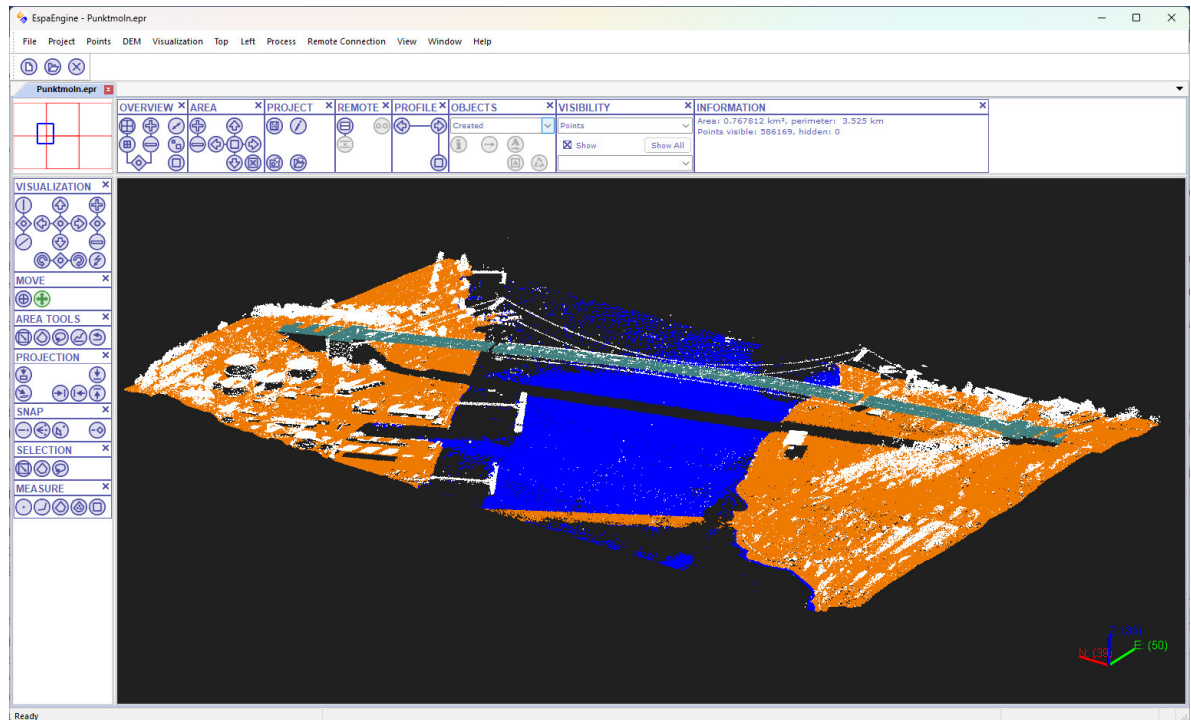 EspaEngine - Punktmoln.epr
File Project Points DEM Visualization Top Left Process Remote Connection View Window Help
Punktmoln.epr
OVERVIEW AREA PROJECT REMOTE PROFILE OBJECTS VISIBILITY INFORMATION
Created
Points
Show
Show All
Area: 0.767812 km², perimeter: 3.525 km
Points visible: 586169, hidden: 0
VISUALIZATION
MOVE
AREA TOOLS
PROJECTION
SNAP
SELECTION
MEASURE
E: (50)
Ready